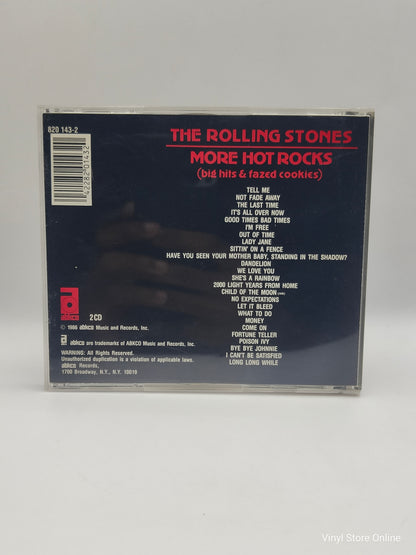 820 143-2
42282 01432
THE ROLLING STONES
MORE HOT ROCKS
(big hits & fazed cookies)
TELL ME
NOT FADE AWAY
THE LAST TIME
IT'S ALL OVER NOW
GOOD TIMES BAD TIMES
I'M FREE
OUT OF TIME
LADY JANE
SITTIN' ON A FENCE
HAVE YOU SEEN YOUR MOTHER BABY, STANDING IN THE SHADOW?
DANDELION
WE LOVE YOU
SHE'S A RAINBOW
2000 LIGHT YEARS FROM HOME
CHILD OF THE MOON
NO EXPECTATIONS
LET IT BLEED
WHAT TO DO
MONEY
COME ON
FORTUNE TELLER
POISON IVY
BYE BYE JOHNNIE
I CAN'T BE SATISFIED
LONG LONG WHILE
abkco
2CD
© 1986 abkco Music and Records, Inc.
abkco are trademarks of ABKCO Music and Records, Inc.
WARNING: All Rights Reserved.
Unauthorized duplication is a violation of applicable laws.
abkco Records,
1700 Broadway, N.Y., N.Y. 10019
Vinyl Store Online